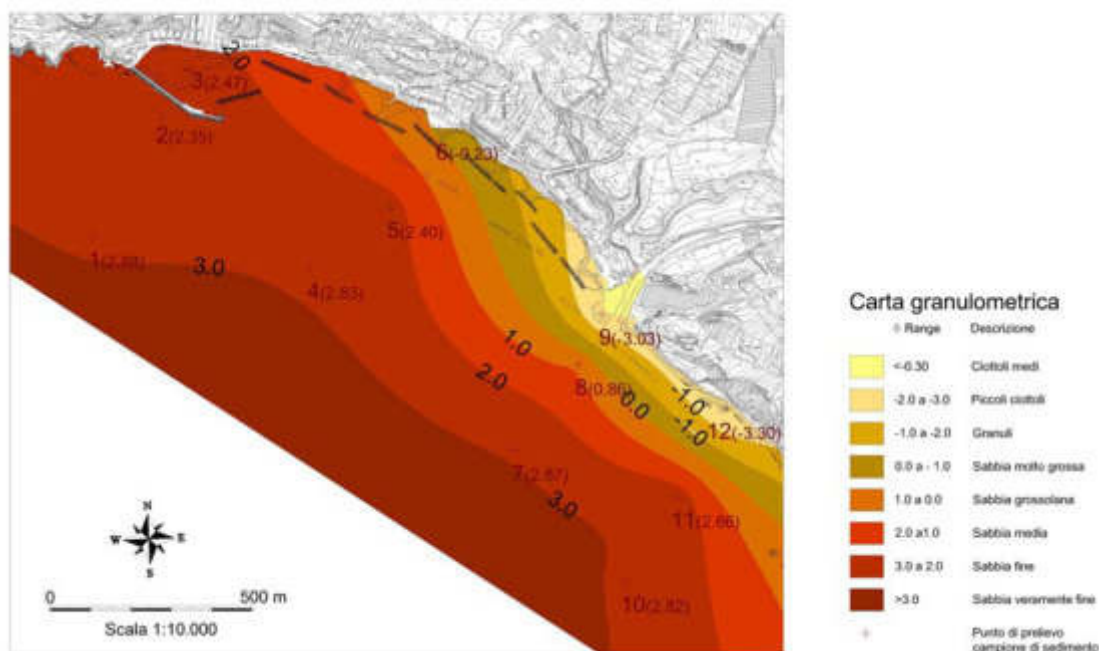 2.0
3(2.47)
2(2.35)
6(-0.23)
5(2.40)
3.0
4(2.83)
9(-3.03)
1.0
2.0
8(0.86)
0.0
-1.0
-1.0
12(-3.30)
7(2.87)
3.0
11(2.66)
10(2.82)
N
W E
S
0 500 m
Scala 1:10.000
Carta granulometrica
Range Descrizione
<-0.30 Ciottoli medi
-2.0 a -3.0 Piccoli ciottoli
-1.0 a -2.0 Granuli
0.0 a - 1.0 Sabbia molto grossa
1.0 a 0.0 Sabbia grossolana
2.0 a1.0 Sabbia media
3.0 a 2.0 Sabbia fine
>3.0 Sabbia veramente fine
Punto di prelievo
campione di sedimento